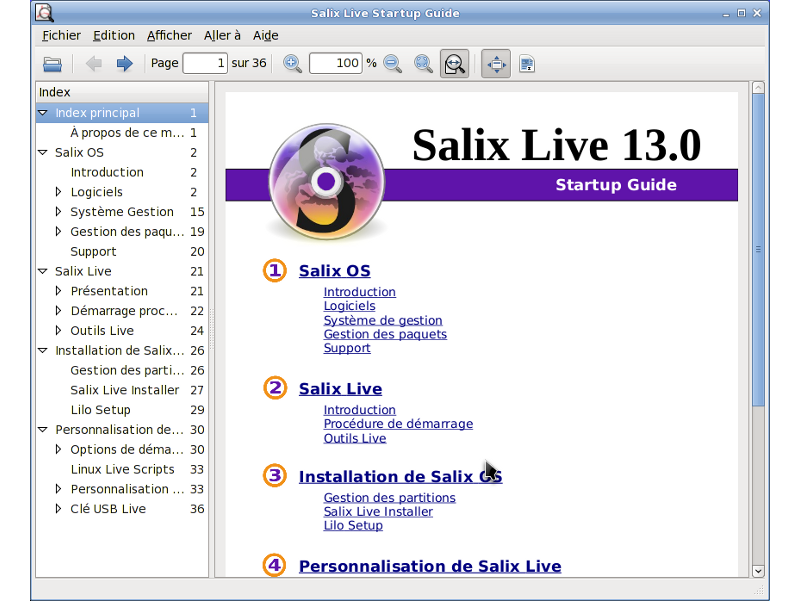 Salix Live Startup Guide
Fichier Edition Afficher Aller à Aide
Page 1 sur 36 100 %
Index
Index principal 1
À propos de ce m... 1
Salix OS 2
Introduction 2
Logiciels 2
Système Gestion 15
Gestion des paqu... 19
Support 20
Salix Live 21
Présentation 21
Démarrage proc... 22
Outils Live 24
Installation de Salix... 26
Gestion des parti... 26
Salix Live Installer 27
Lilo Setup 29
Personnalisation de... 30
Options de déma... 30
Linux Live Scripts 33
Personnalisation ... 33
Clé USB Live 36
Salix Live 13.0
Startup Guide
S
1 Salix OS
Introduction
Logiciels
Système de gestion
Gestion des paquets
Support
2 Salix Live
Introduction
Procédure de démarrage
Outils Live
3 Installation de Salix OS
Gestion des partitions
Salix Live Installer
Lilo Setup
4 Personnalisation de Salix Live